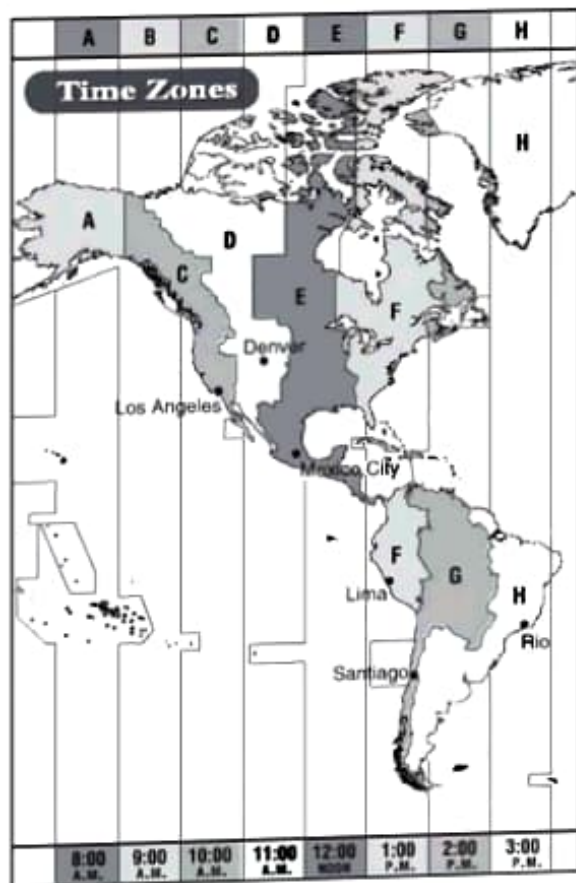 A B C D E F G H
Time Zones
H
A
D
C
E
F
Denver
Los Angeles
Mexico City
F
G
Lima
H
Rio
Santiago
8:00 9:00 10:00 11:00 12:00 1:00 2:00 3:00
A.M. A.M. A.M. A.M. NOON P.M. P.M. P.M.